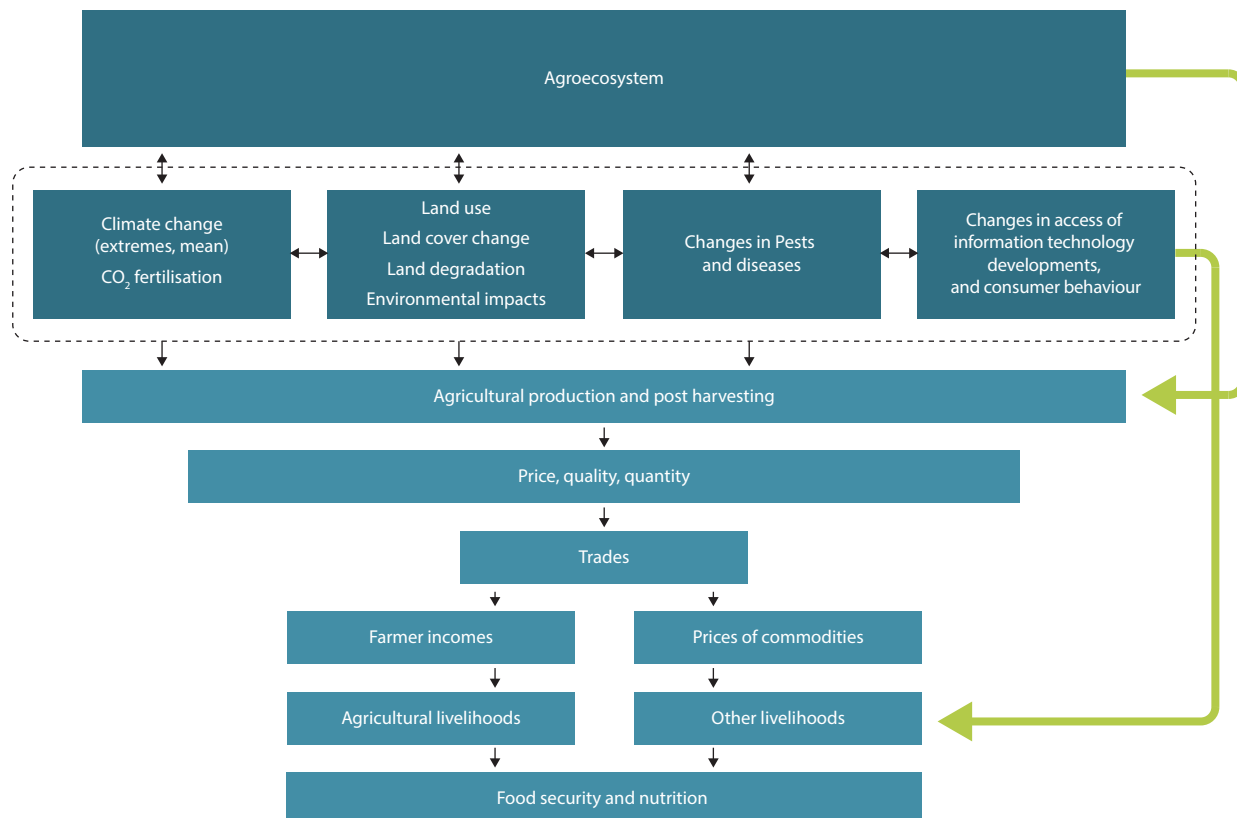 Agroecosystem
Climate change
(extremes, mean)
CO₂ fertilisation
Land use
Land cover change
Land degradation
Environmental impacts
Changes in Pests
and diseases
Changes in access of
information technology
developments,
and consumer behaviour
Agricultural production and post harvesting
Price, quality, quantity
Trades
Farmer incomes
Prices of commodities
Agricultural livelihoods
Other livelihoods
Food security and nutrition